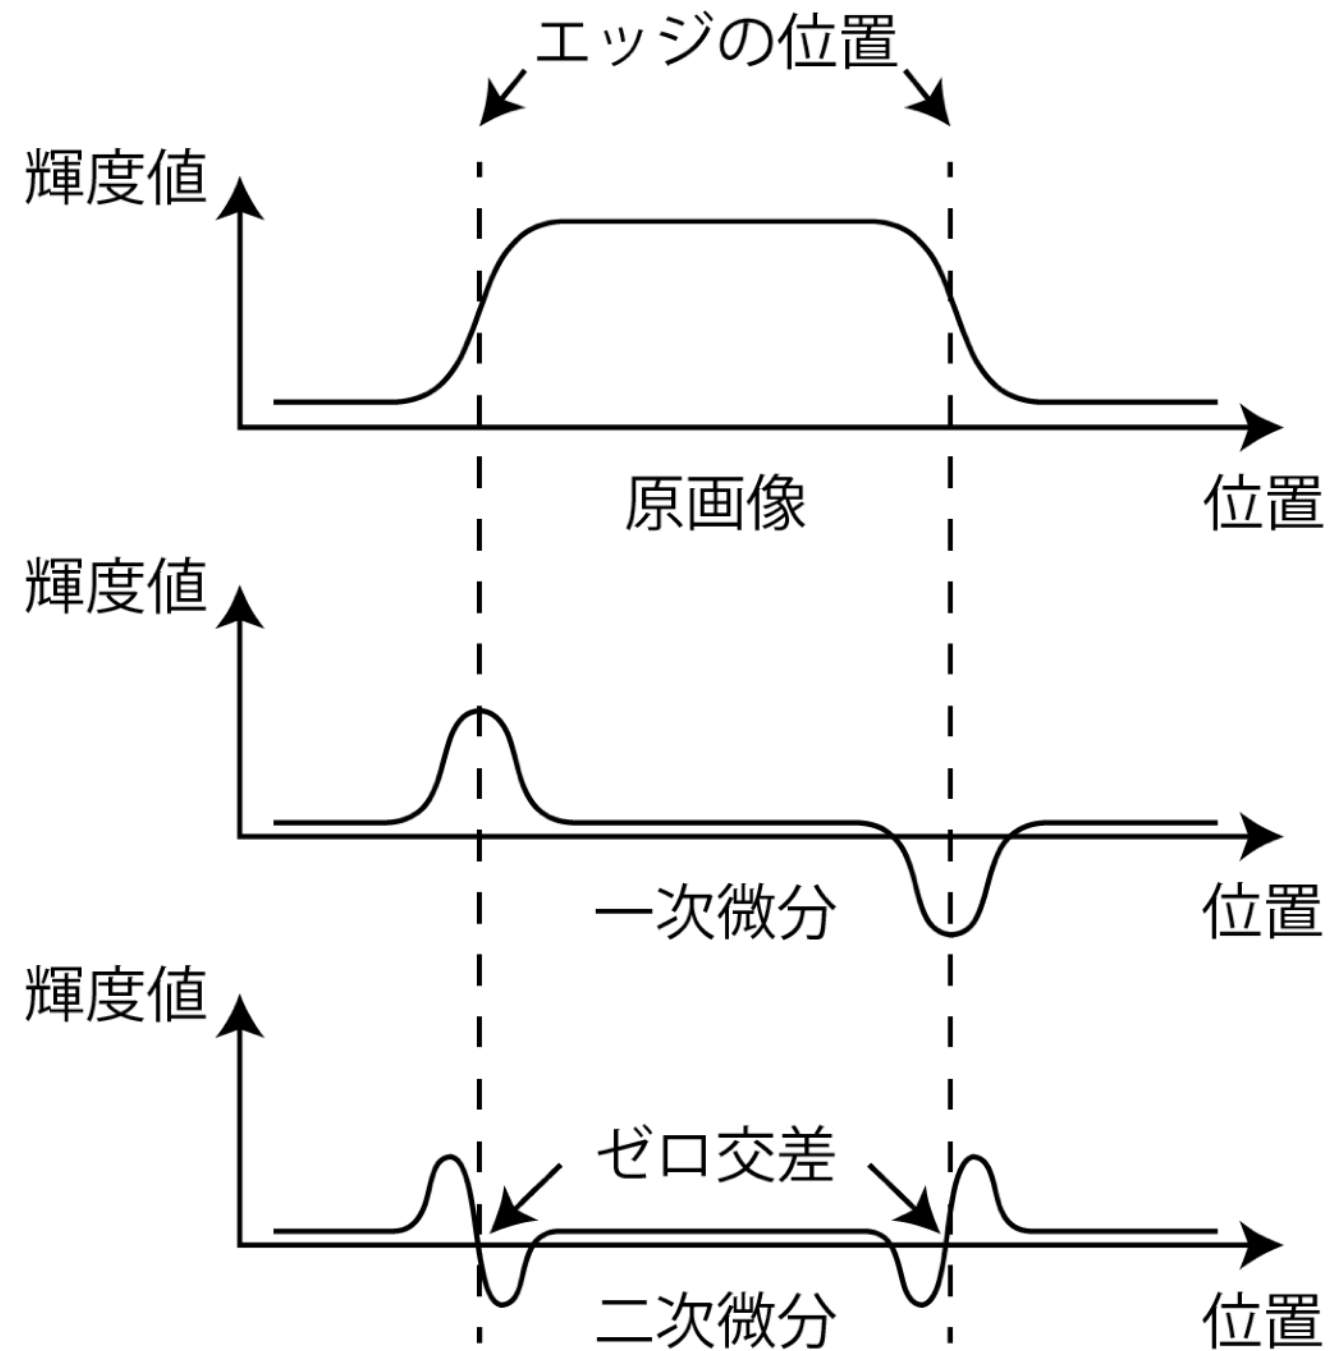 エッジの位置
輝度値
原画像
位置
輝度値
一次微分
位置
輝度値
ゼロ交差
二次微分
位置